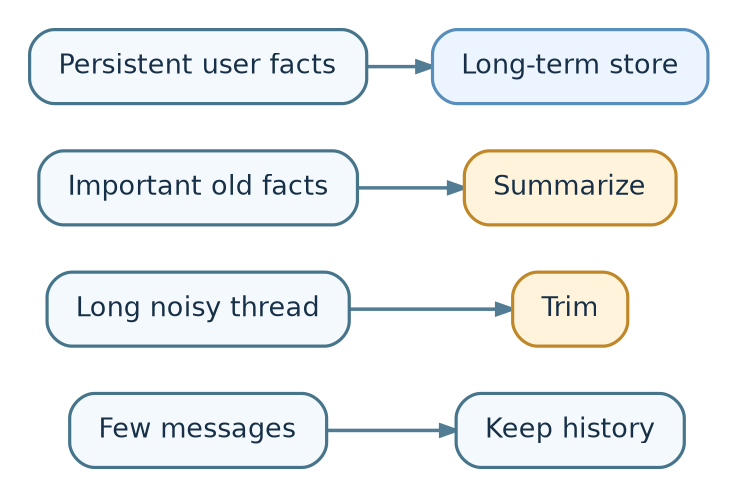 Persistent user facts
Long-term store
Important old facts
Summarize
Long noisy thread
Trim
Few messages
Keep history